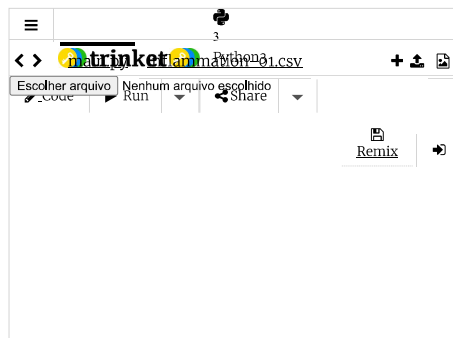 3
Python3
trinket
main.py inflammation-01.csv
Escolher arquivo Nenhum arquivo escolhido
Code Run Share
Remix